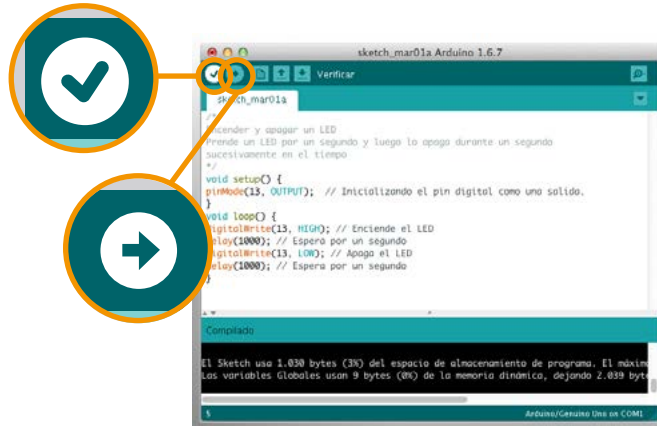 sketch_mar01a Arduino 1.6.7
Verificar
sketch_mar01a
/*
Encender y apagar un LED
Prende un LED por un segundo y luego lo apaga durante un segundo
sucesivamente en el tiempo
*/
void setup() {
pinMode(13, OUTPUT); // Inicializando el pin digital como una salida.
}
void loop() {
digitalWrite(13, HIGH); // Enciende el LED
delay(1000); // Espera por un segundo
digitalWrite(13, LOW); // Apaga el LED
delay(1000); // Espera por un segundo
}
Compilado
El Sketch usa 1.030 bytes (3%) del espacio de almacenamiento de programa. El máxim
Las variables Globales usan 9 bytes (0%) de la memoria dinámica, dejando 2.039 byt
5
Arduino/Genuino Uno on COM1